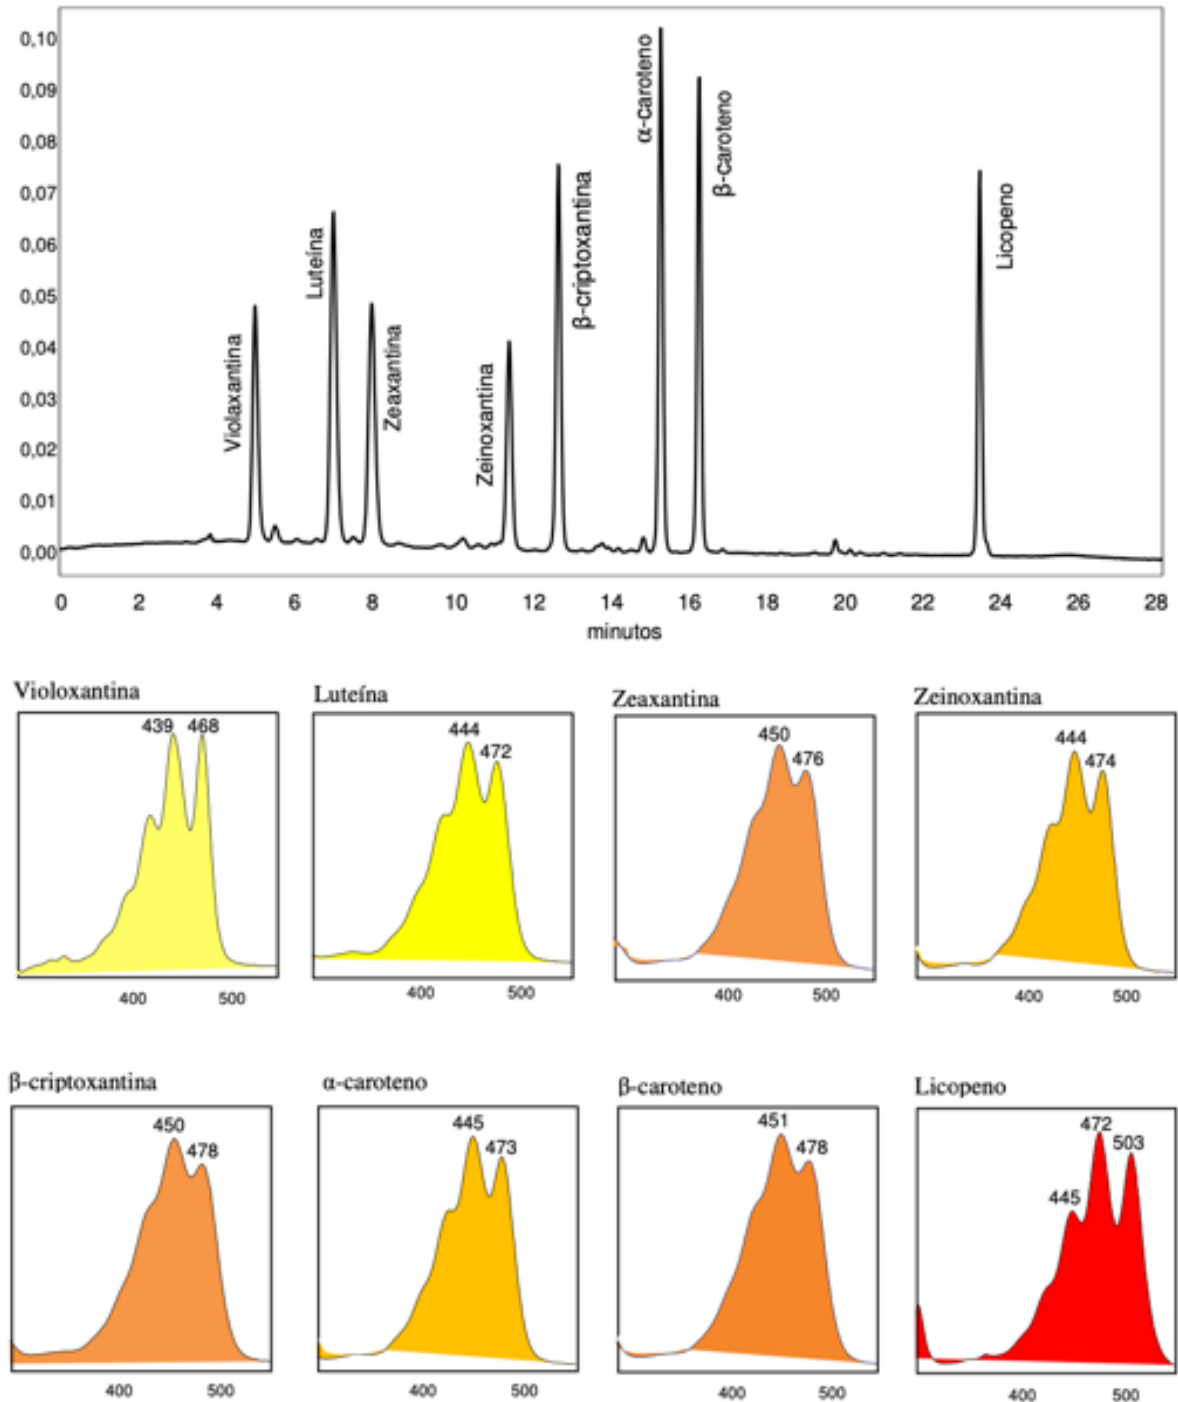 0,10
0,09
0,08
0,07
0,06
0,05
0,04
0,03
0,02
0,01
0,00
Violaxantina
Luteína
Zeaxantina
Zeinoxantina
β-criptoxantina
α-caroteno
β-caroteno
Licopeno
0 2 4 6 8 10 12 14 16 18 20 22 24 26 28
minutos
Violoxantina
439 468
400 500
Luteína
444
472
400 500
Zeaxantina
450
476
400 500
Zeinoxantina
444
474
400 500
β-criptoxantina
450
478
400 500
α-caroteno
445
473
400 500
β-caroteno
451
478
400 500
Licopeno
472
503
445
400 500